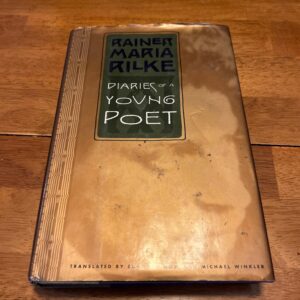 RAINER
MARIA
RILKE
DIARIES OF A
YOUNG
POET
TRANSLATED BY MICHAEL WINKLER